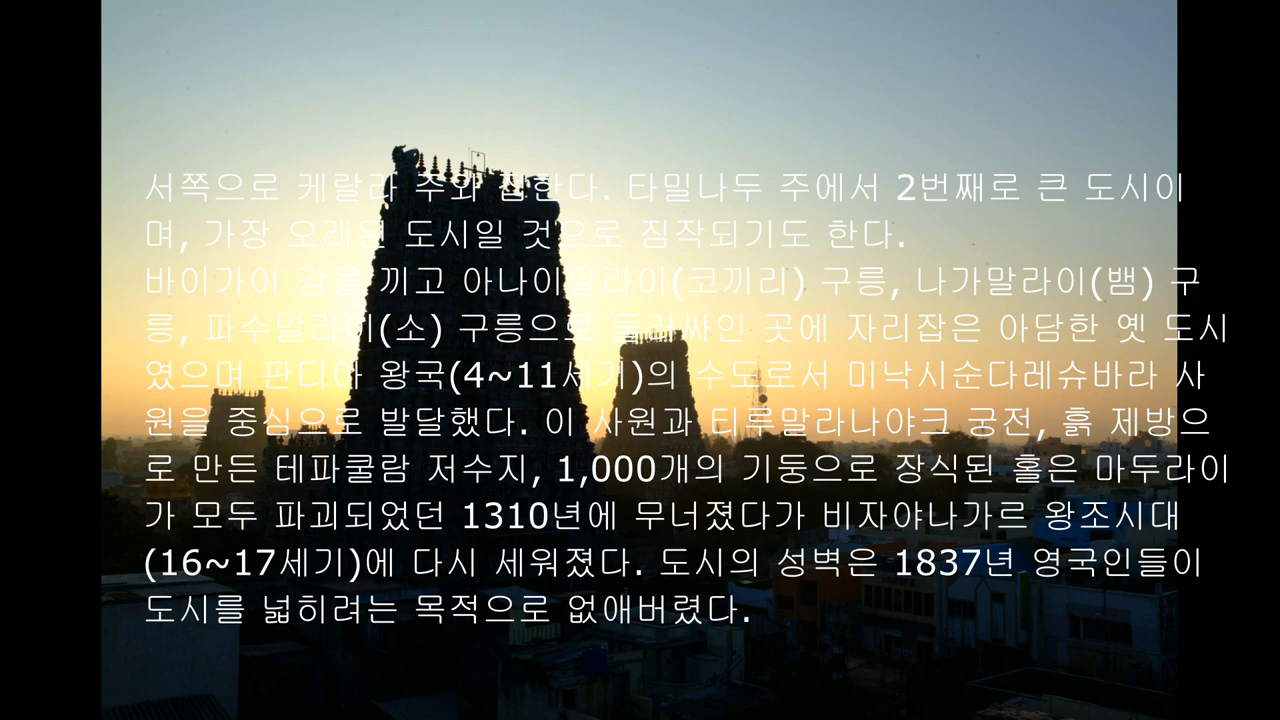 서쪽으로 케랄라 주와 접한다. 타밀나두 주에서 2번째로 큰 도시이
며, 가장 오래된 도시일 것으로 짐작되기도 한다.
바이가이 강을 끼고 아나이말라이(코끼리) 구릉, 나가말라이(뱀) 구
릉, 파수말라이(소) 구릉으로 둘러싸인 곳에 자리잡은 아담한 옛 도시
였으며 판디아 왕국(4~11세기)의 수도로서 미낙시순다레슈바라 사
원을 중심으로 발달했다. 이 사원과 티루말라나야크 궁전, 흙 제방으
로 만든 테파쿨람 저수지, 1,000개의 기둥으로 장식된 홀은 마두라이
가 모두 파괴되었던 1310년에 무너졌다가 비자야나가르 왕조시대
(16~17세기)에 다시 세워졌다. 도시의 성벽은 1837년 영국인들이
도시를 넓히려는 목적으로 없애버렸다.